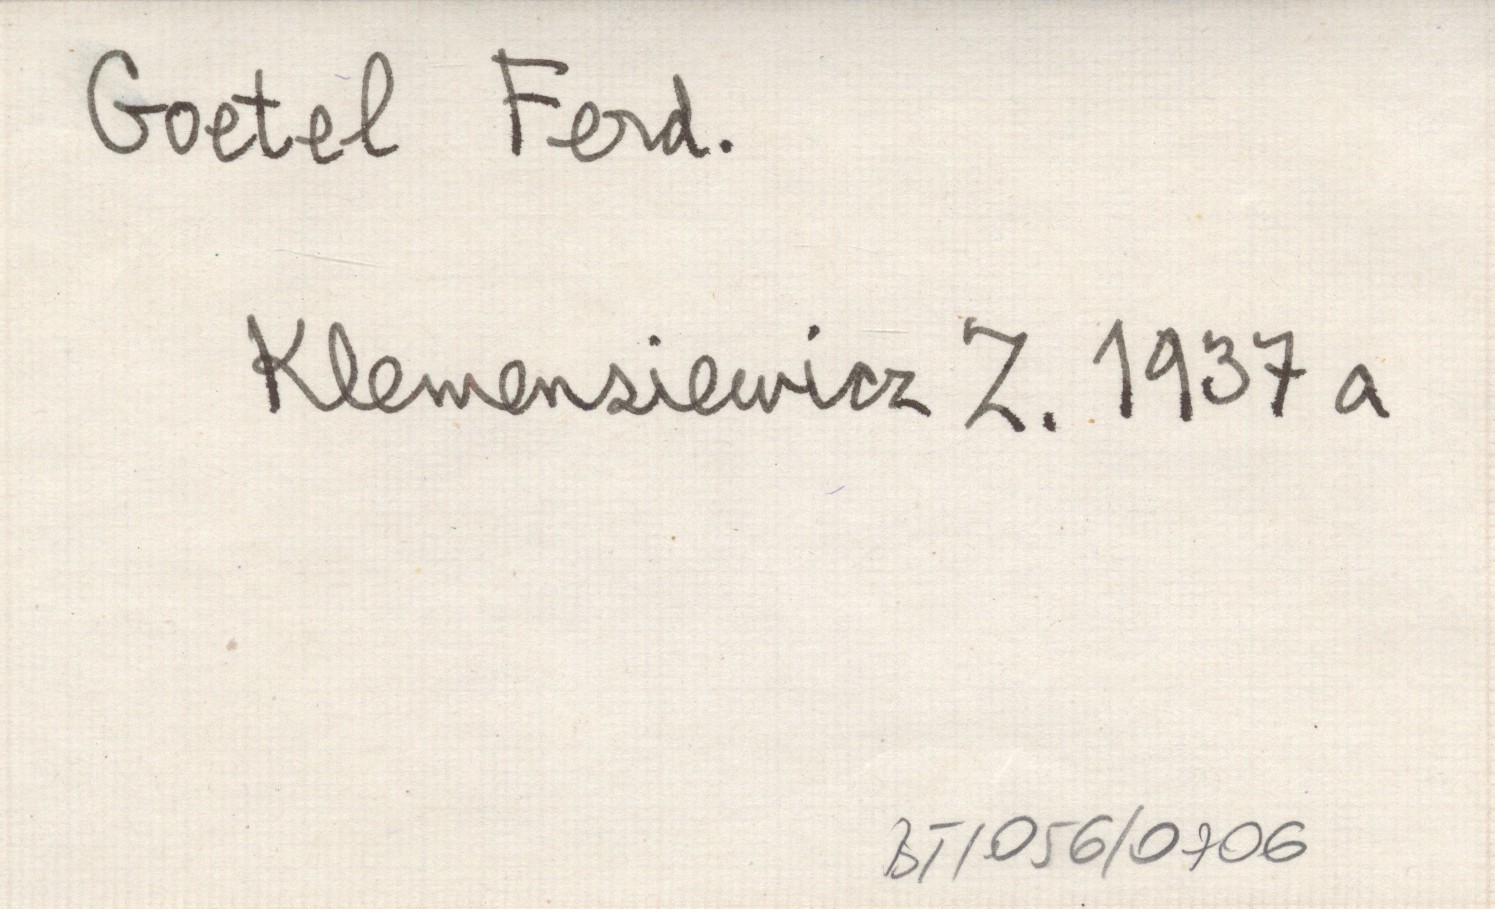 Goetel Ferd.
Klemensiewicz Z. 1937 a
BT/056/0706